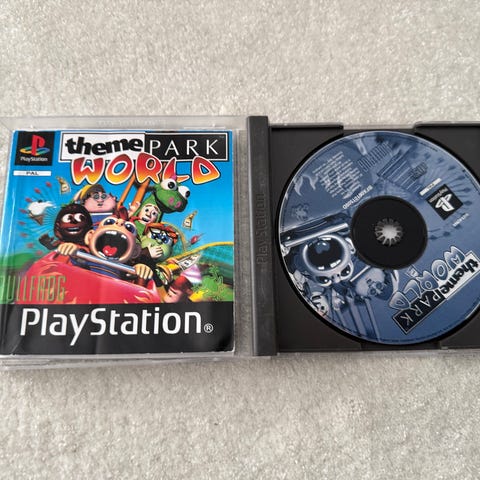 PlayStation
PAL
theme PARK
WORLD
BULLFROG
PlayStation®
PlayStation
theme PARK
WORLD